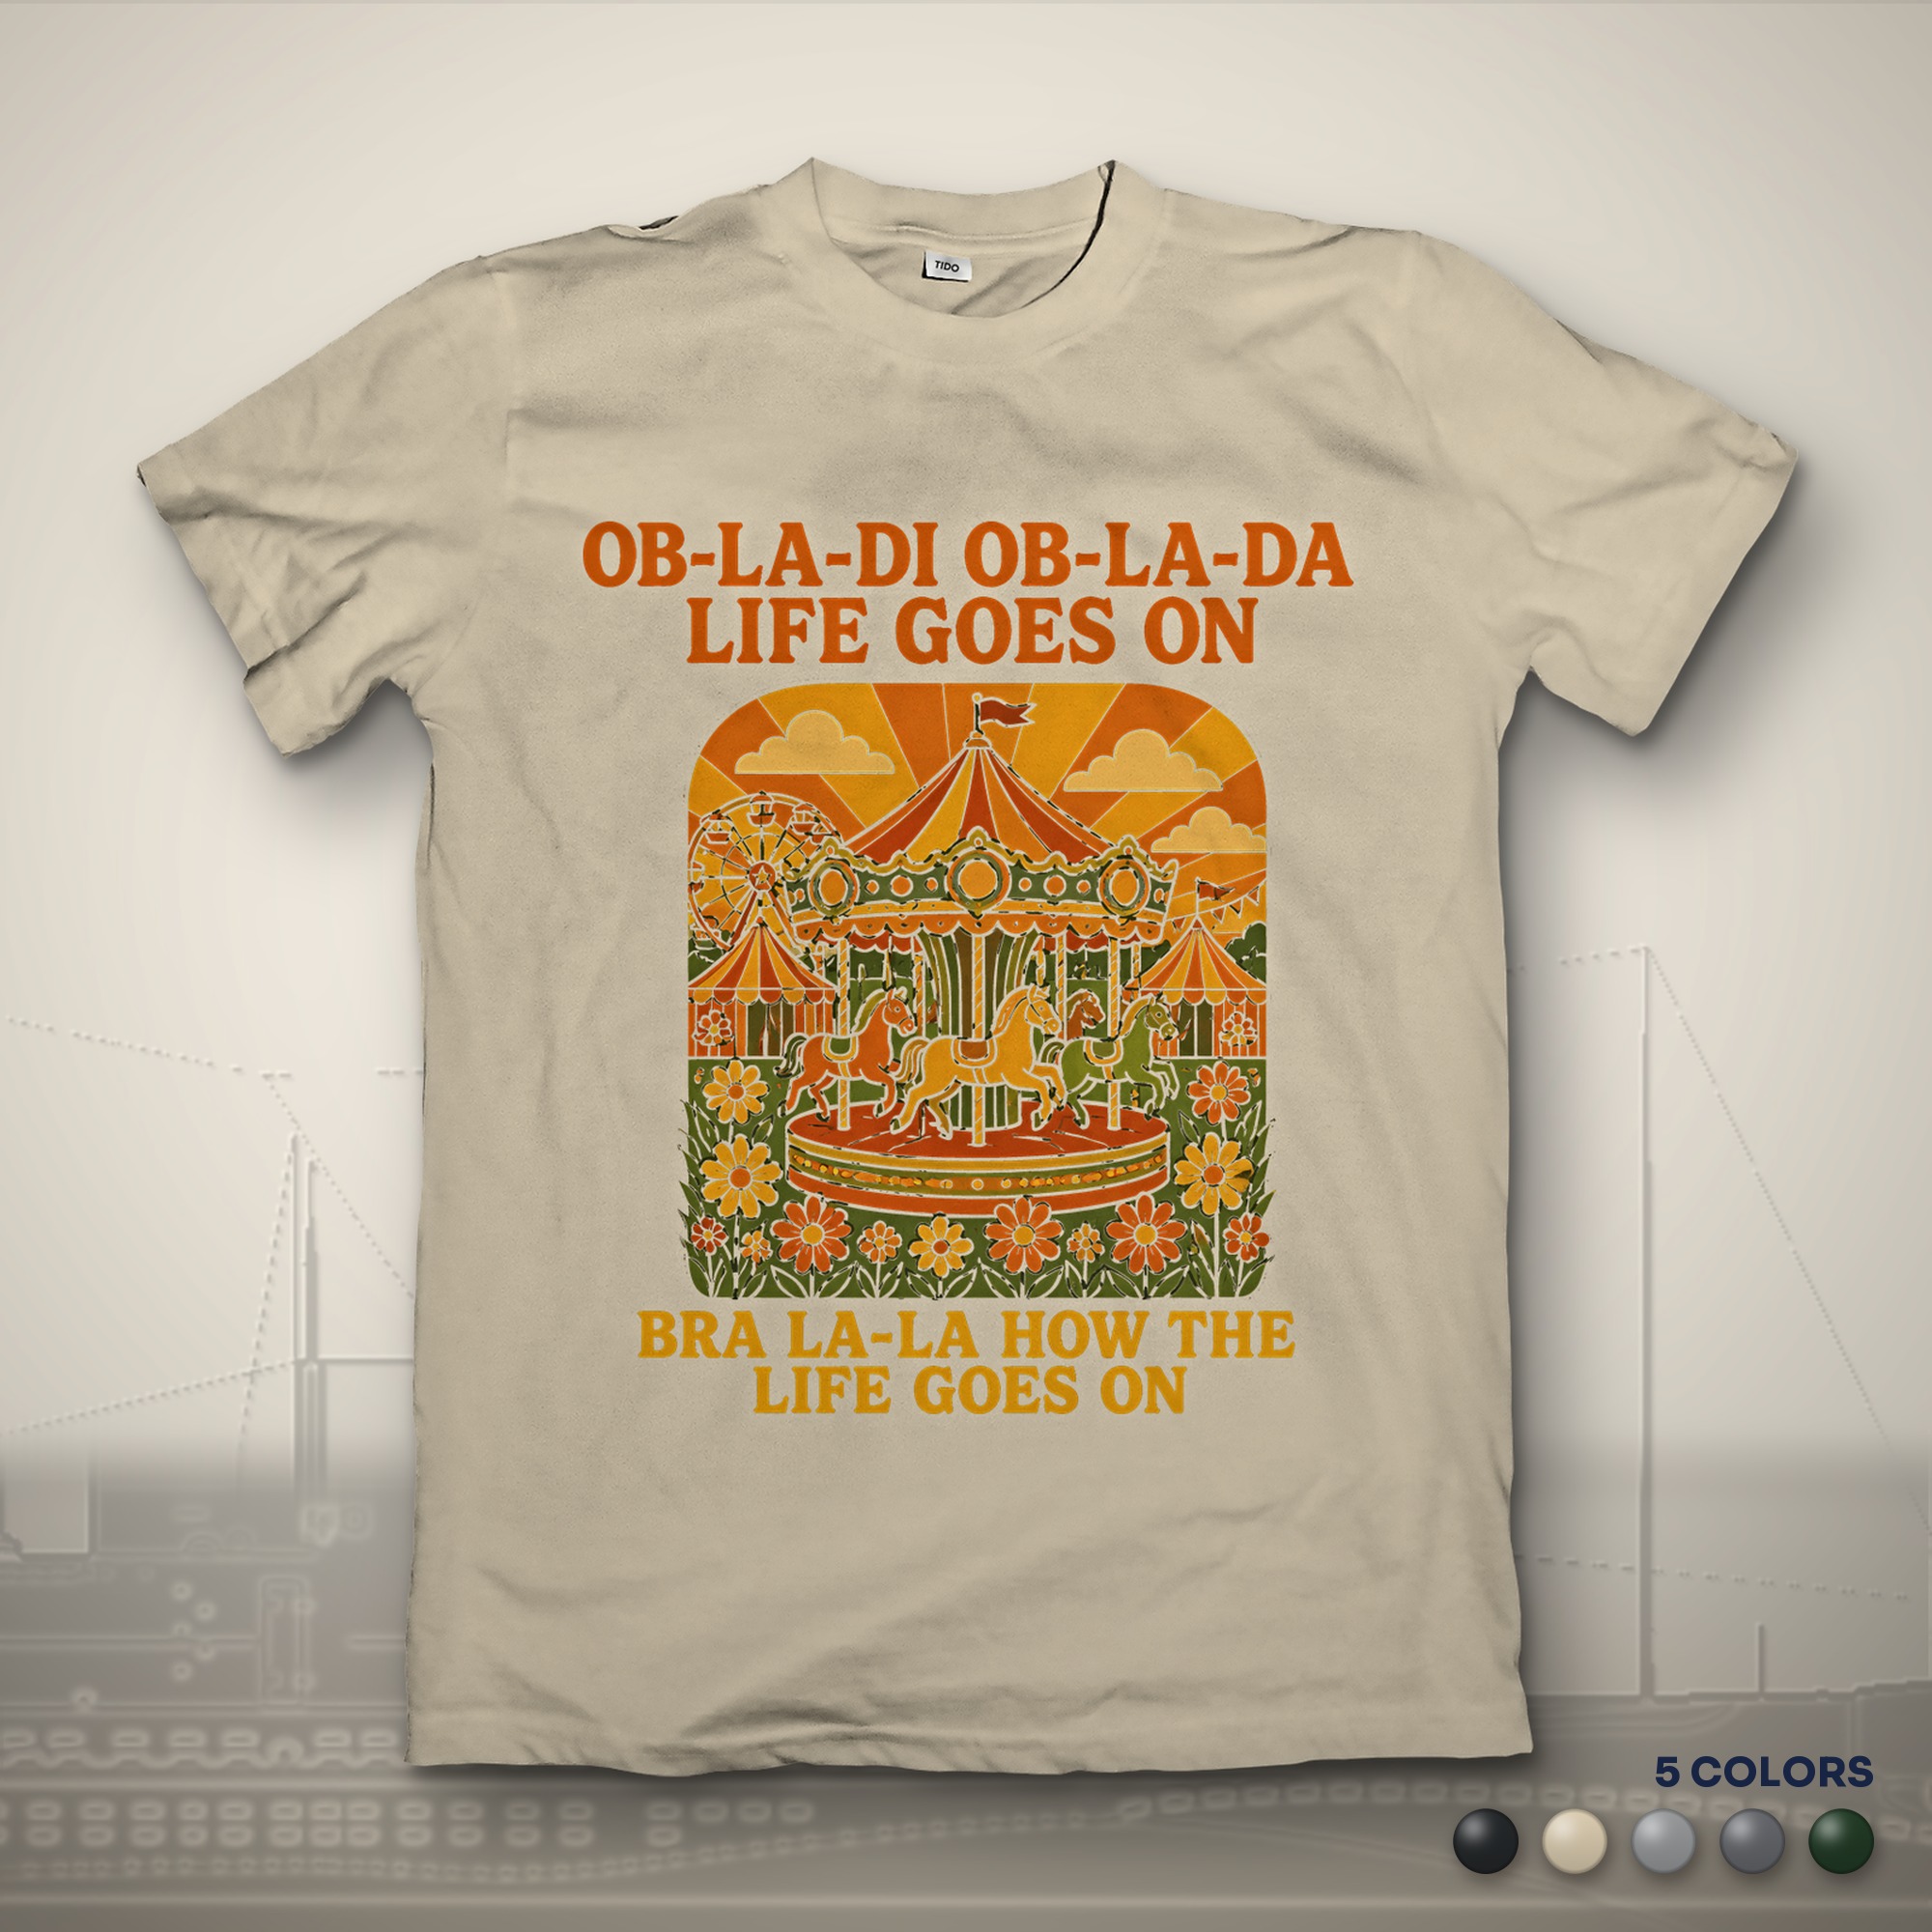 TIDO
OB-LA-DI OB-LA-DA
LIFE GOES ON
BRA LA-LA HOW THE
LIFE GOES ON
5 COLORS